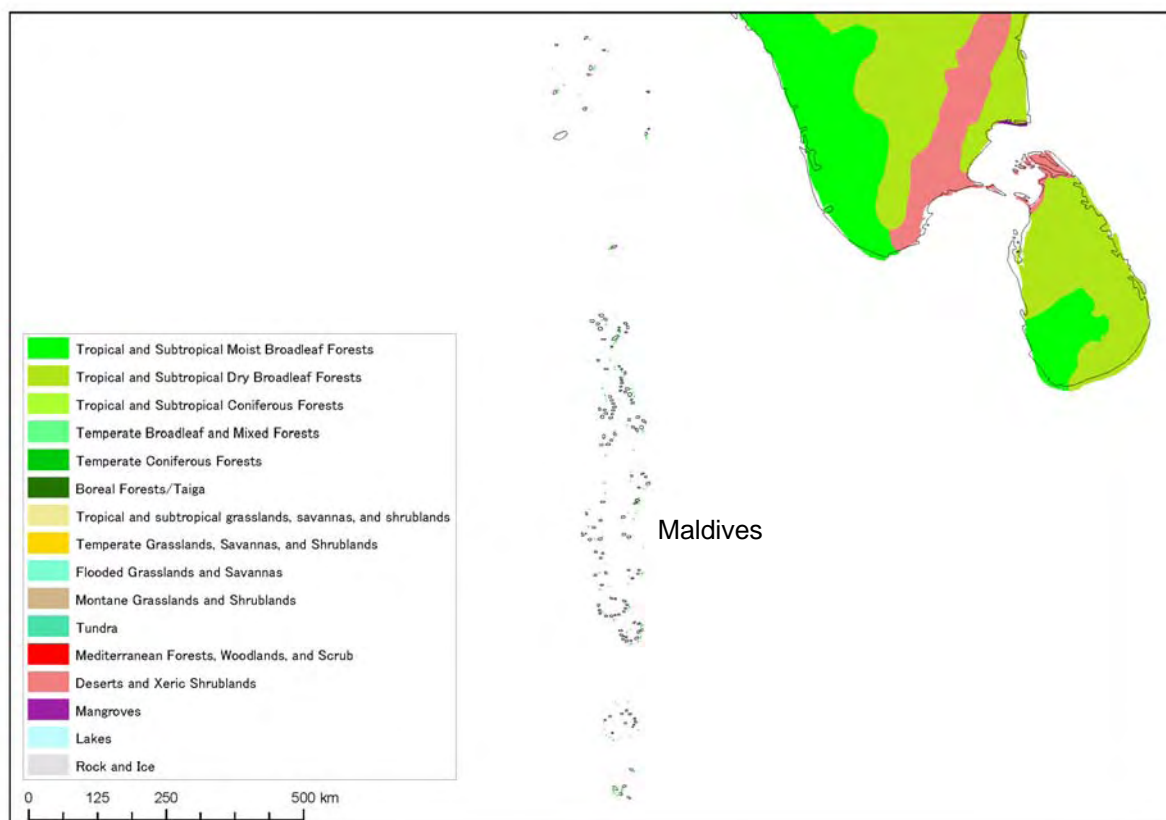 Maldives
Tropical and Subtropical Moist Broadleaf Forests
Tropical and Subtropical Dry Broadleaf Forests
Tropical and Subtropical Coniferous Forests
Temperate Broadleaf and Mixed Forests
Temperate Coniferous Forests
Boreal Forests/Taiga
Tropical and subtropical grasslands, savannas, and shrublands
Temperate Grasslands, Savannas, and Shrublands
Flooded Grasslands and Savannas
Montane Grasslands and Shrublands
Tundra
Mediterranean Forests, Woodlands, and Scrub
Deserts and Xeric Shrublands
Mangroves
Lakes
Rock and Ice
0 125 250 500 km